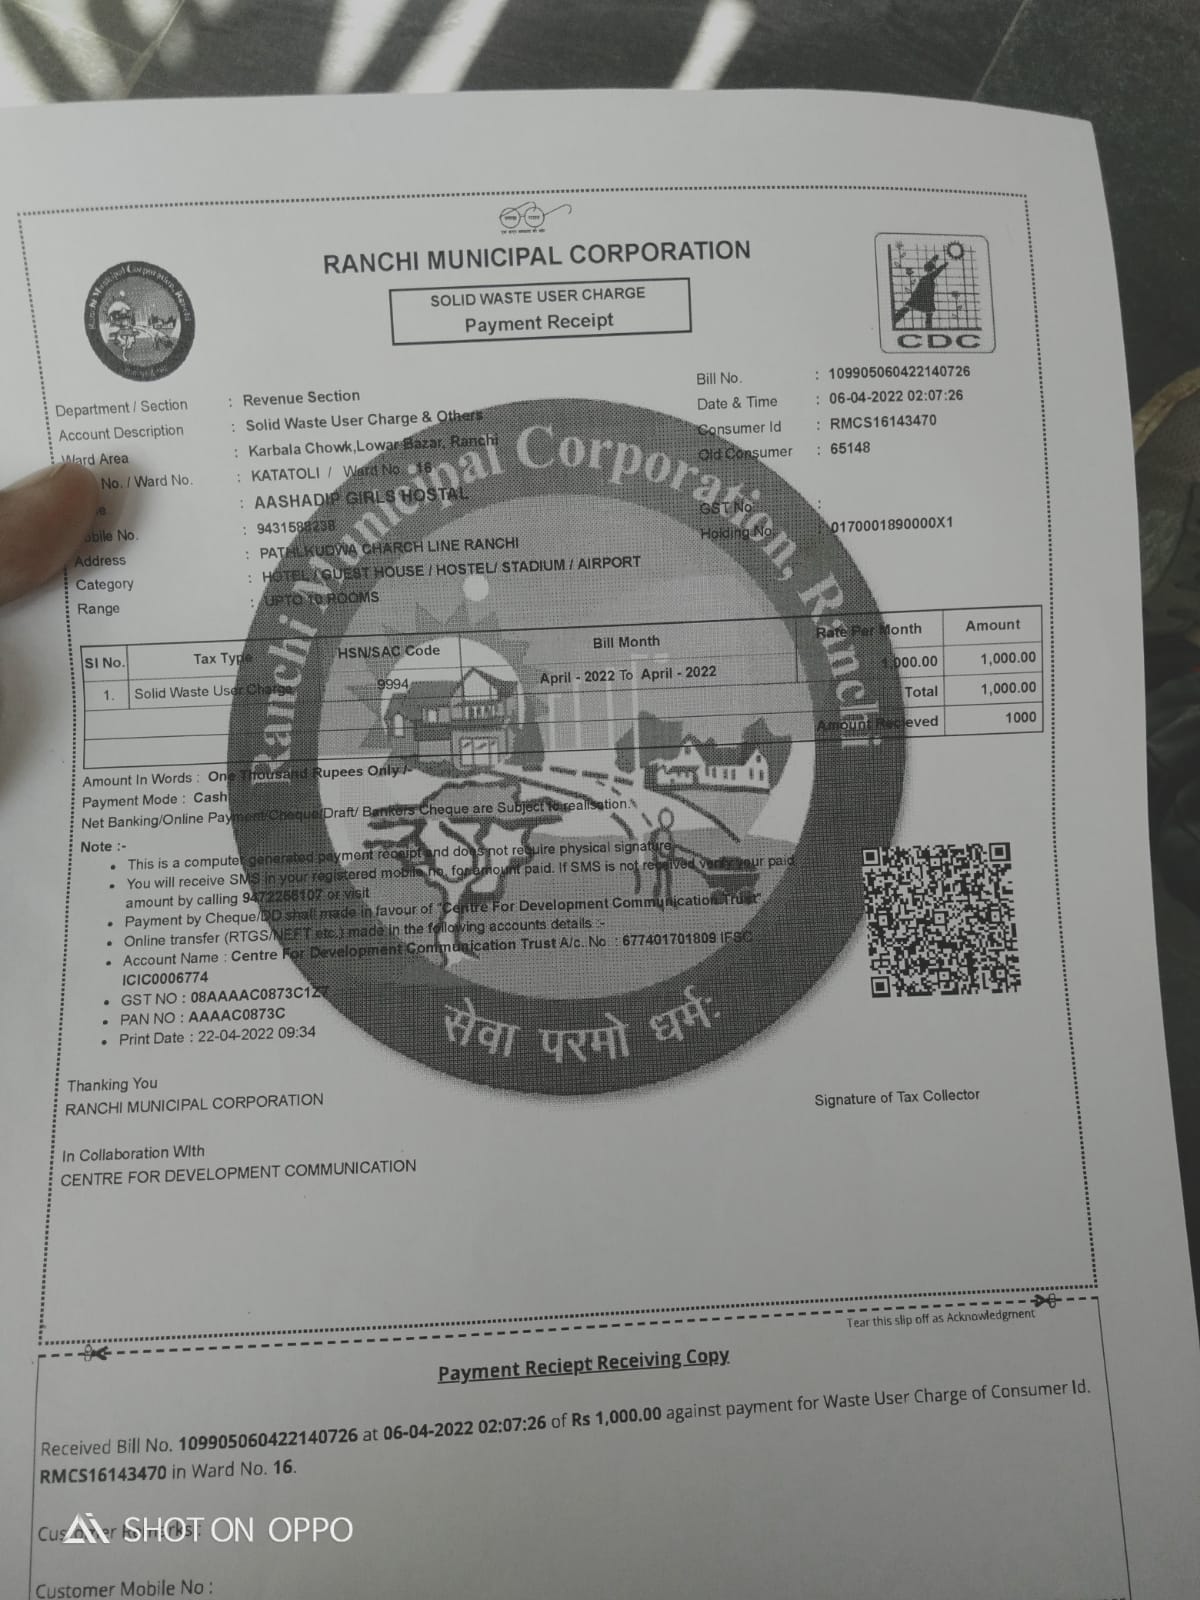 RANCHI MUNICIPAL CORPORATION
SOLID WASTE USER CHARGE
Payment Receipt
CDC
Department / Section : Revenue Section
Account Description : Solid Waste User Charge & Others
Ward Area : Karbala Chowk,Lowar Bazar, Ranchi
No. / Ward No. : KATATOLI / Ward No. 16
: AASHADIP GIRLS HOSTAL
bile No. : 9431588238
Address : PATHLKUDWA CHARCH LINE RANCHI
Category : HOTEL / GUEST HOUSE / HOSTEL/ STADIUM / AIRPORT
Range : UPTO 10 ROOMS
Bill No. : 109905060422140726
Date & Time : 06-04-2022 02:07:26
Consumer Id : RMCS16143470
Old Consumer : 65148
GST No :
Holding No : 0170001890000X1
SI No. Tax Type HSN/SAC Code Bill Month Rate Per Month Amount
1. Solid Waste User Charge 9994 April - 2022 To April - 2022 1,000.00 1,000.00
Total 1,000.00
Amount Recieved 1000
Amount In Words : One Thousand Rupees Only /-
Payment Mode : Cash
Net Banking/Online Payment/Cheque/Draft/ Bankers Cheque are Subject to realisation.
Note :-
• This is a computer generated payment receipt and does not require physical signature.
• You will receive SMS in your registered mobile no. for amount paid. If SMS is not received verify your paid
amount by calling 9472256107 or visit
• Payment by Cheque/DD shall made in favour of "Centre For Development Communication Trust"
• Online transfer (RTGS/NEFT etc.) made in the following accounts details :-
• Account Name : Centre For Development Communication Trust A/c. No : 677401701809 IFSC
ICIC0006774
• GST NO : 08AAAAC0873C1Z7
• PAN NO : AAAAC0873C
• Print Date : 22-04-2022 09:34
Ranchi Municipal Corporation, Ranchi
सेवा परमो धर्म:
Thanking You
RANCHI MUNICIPAL CORPORATION
Signature of Tax Collector
In Collaboration WIth
CENTRE FOR DEVELOPMENT COMMUNICATION
Tear this slip off as Acknowledgment
Payment Reciept Receiving Copy
Received Bill No. 109905060422140726 at 06-04-2022 02:07:26 of Rs 1,000.00 against payment for Waste User Charge of Consumer Id.
RMCS16143470 in Ward No. 16.
Customer Remarks :
SHOT ON OPPO
Customer Mobile No :